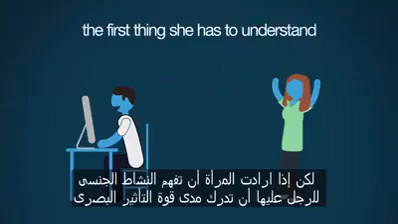 the first thing she has to understand
لكن إذا ارادت المرأة أن تفهم النشاط الجنسى
للرجل عليها أن تدرك مدى قوة التأثير البصرى